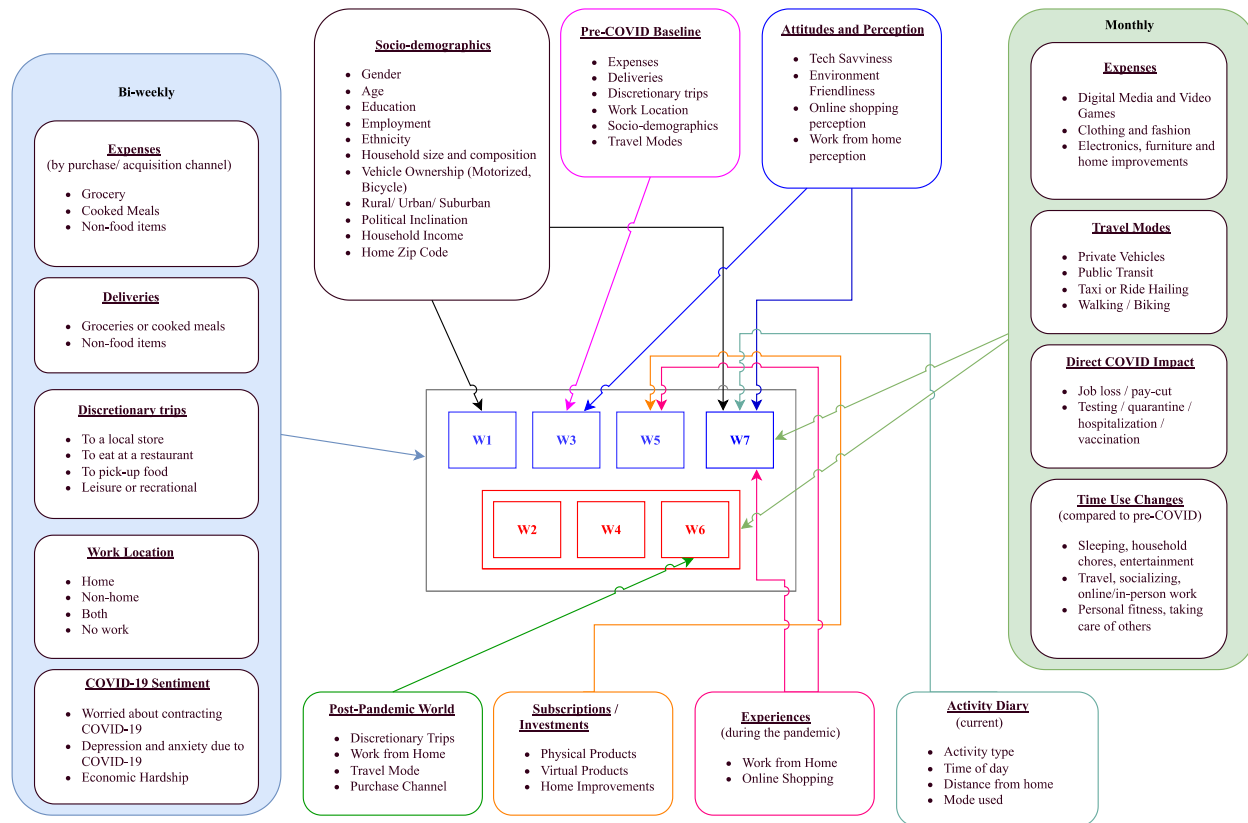 Bi-weekly
Expenses
(by purchase/ acquisition channel)
Grocery
Cooked Meals
Non-food items
Deliveries
Groceries or cooked meals
Non-food items
Discretionary trips
To a local store
To eat at a restaurant
To pick-up food
Leisure or recrational
Work Location
Home
Non-home
Both
No work
COVID-19 Sentiment
Worried about contracting
COVID-19
Depression and anxiety due to
COVID-19
Economic Hardship
Socio-demographics
Gender
Age
Education
Employment
Ethnicity
Household size and composition
Vehicle Ownership (Motorized,
Bicycle)
Rural/ Urban/ Suburban
Political Inclination
Household Income
Home Zip Code
Pre-COVID Baseline
Expenses
Deliveries
Discretionary trips
Work Location
Socio-demographics
Travel Modes
Attitudes and Perception
Tech Savviness
Environment
Friendliness
Online shopping
perception
Work from home
perception
W1
W3
W5
W7
W2
W4
W6
Post-Pandemic World
Discretionary Trips
Work from Home
Travel Mode
Purchase Channel
Subscriptions /
Investments
Physical Products
Virtual Products
Home Improvements
Experiences
(during the pandemic)
Work from Home
Online Shopping
Activity Diary
(current)
Activity type
Time of day
Distance from home
Mode used
Monthly
Expenses
Digital Media and Video
Games
Clothing and fashion
Electronics, furniture and
home improvements
Travel Modes
Private Vehicles
Public Transit
Taxi or Ride Hailing
Walking / Biking
Direct COVID Impact
Job loss / pay-cut
Testing / quarantine /
hospitalization /
vaccination
Time Use Changes
(compared to pre-COVID)
Sleeping, household
chores, entertainment
Travel, socializing,
online/in-person work
Personal fitness, taking
care of others